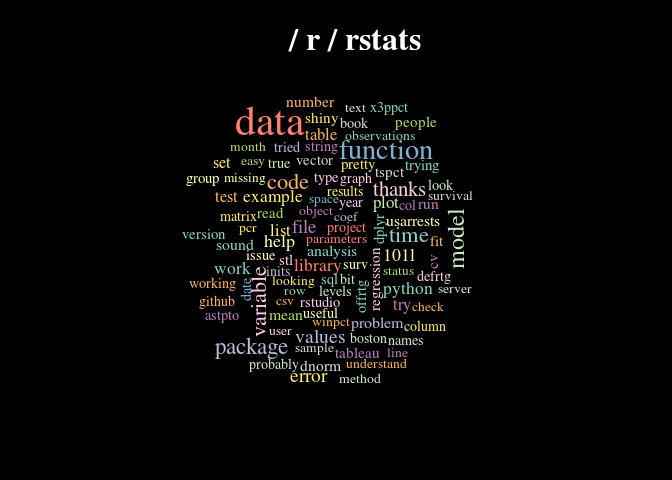 / r / rstats
number
text x3ppct
data shiny book people
table observations
month tried string function
set easy true vector pretty trying
group missing code type graph tspct
test example results thanks look
space year plot col run survival
matrix read object coef usarrests model
pcr list file project dplyr time fit
version sound help parameters
issue analysis 1011 cv
work inits stl library surv regression status defrtg
working date looking sql bit python server
row levels offrtg
github variable csv rstudio try check
astpto mean useful
user winpct problem column
package values boston names
sample tableau line
probably dnorm understand
error method